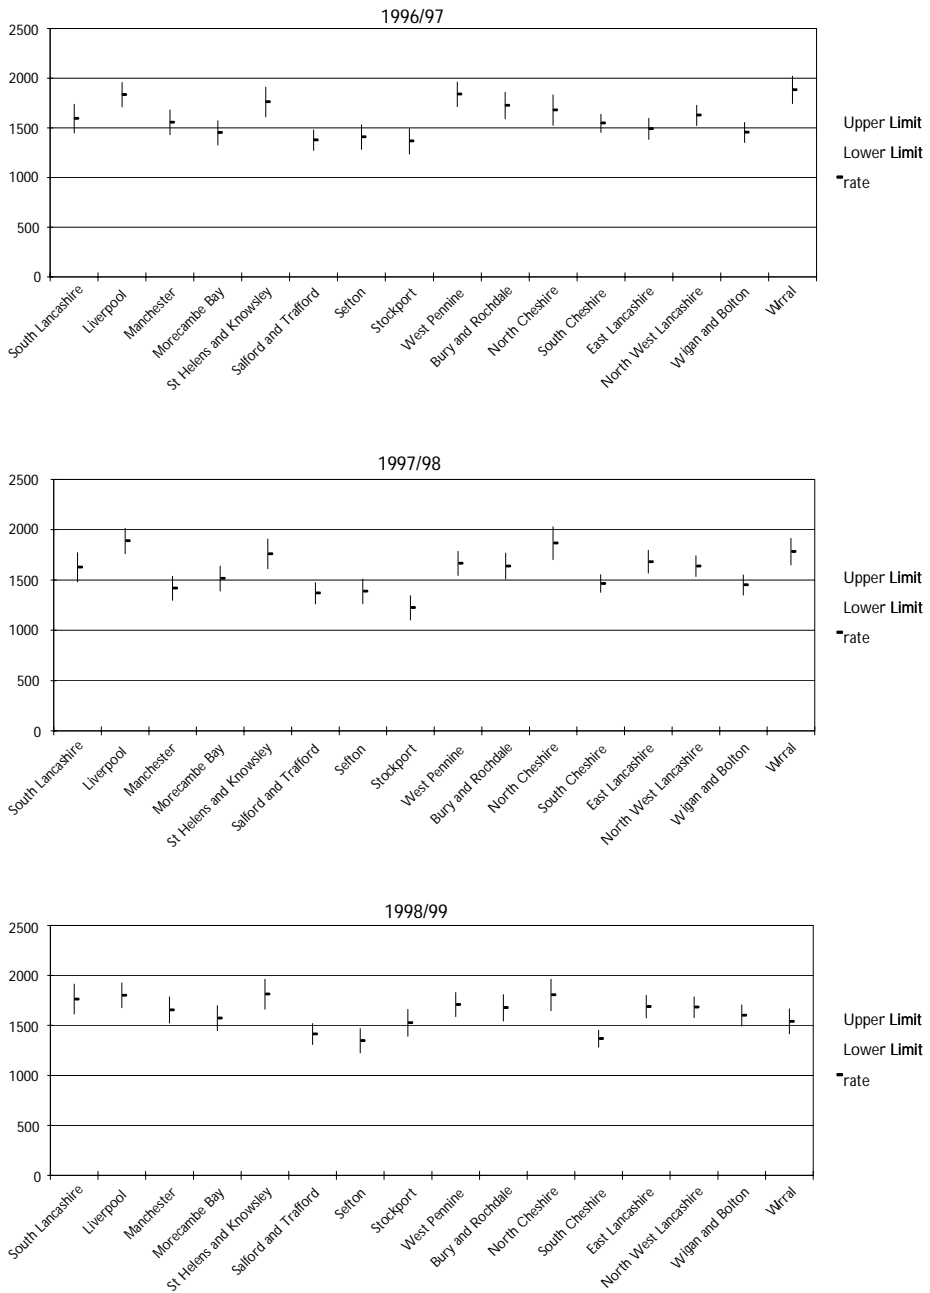 1996/97
2500
2000
1500
1000
500
0
South Lancashire
Liverpool
Manchester
Morecambe Bay
St Helens and Knowsley
Salford and Trafford
Sefton
Stockport
West Pennine
Bury and Rochdale
North Cheshire
South Cheshire
East Lancashire
North West Lancashire
Wigan and Bolton
Wirral
Upper Limit
Lower Limit
rate
1997/98
2500
2000
1500
1000
500
0
South Lancashire
Liverpool
Manchester
Morecambe Bay
St Helens and Knowsley
Salford and Trafford
Sefton
Stockport
West Pennine
Bury and Rochdale
North Cheshire
South Cheshire
East Lancashire
North West Lancashire
Wigan and Bolton
Wirral
Upper Limit
Lower Limit
rate
1998/99
2500
2000
1500
1000
500
0
South Lancashire
Liverpool
Manchester
Morecambe Bay
St Helens and Knowsley
Salford and Trafford
Sefton
Stockport
West Pennine
Bury and Rochdale
North Cheshire
South Cheshire
East Lancashire
North West Lancashire
Wigan and Bolton
Wirral
Upper Limit
Lower Limit
rate